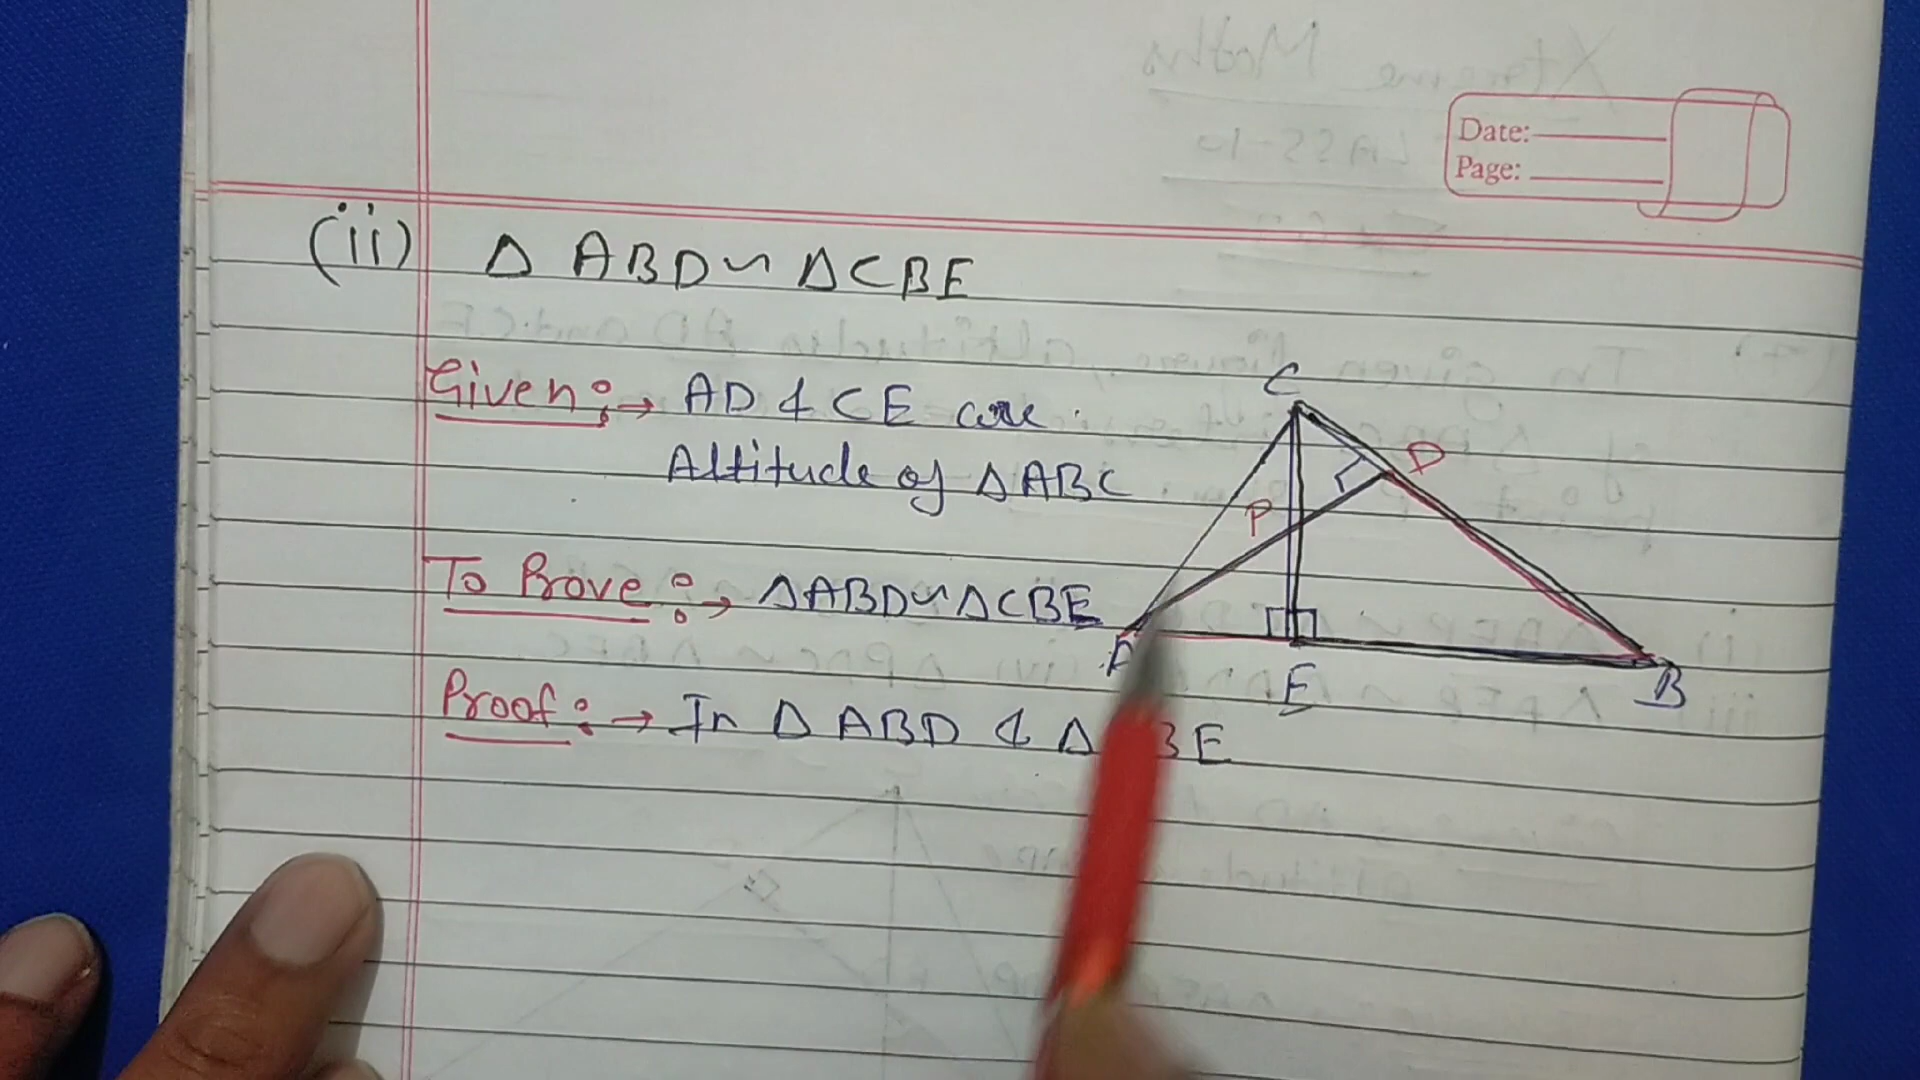 Date:
Page:
(ii) Δ ABD ~ Δ CBE
Given :→ AD & CE are
Altitude of Δ ABC
To Prove :→ Δ ABD ~ Δ CBE
Proof :→ In Δ ABD & Δ BE
C
D
P
A
E
B